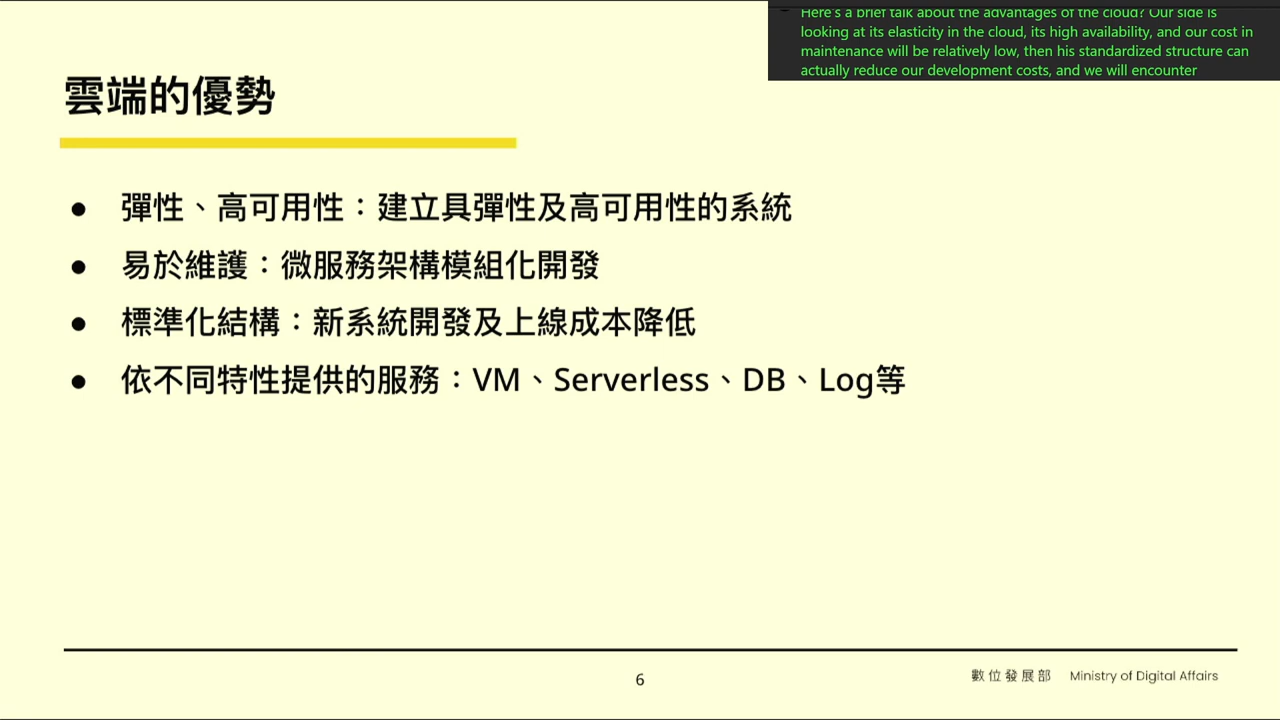 Here's a brief talk about the advantages of the cloud? Our side is
looking at its elasticity in the cloud, its high availability, and our cost in
maintenance will be relatively low, then his standardized structure can
actually reduce our development costs, and we will encounter
雲端的優勢
● 彈性、高可用性：建立具彈性及高可用性的系統
● 易於維護：微服務架構模組化開發
● 標準化結構：新系統開發及上線成本降低
● 依不同特性提供的服務：VM、Serverless、DB、Log等
6
數位發展部 Ministry of Digital Affairs